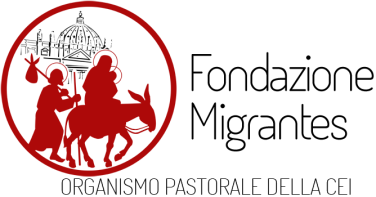 Fondazione
Migrantes
ORGANISMO PASTORALE DELLA CEI